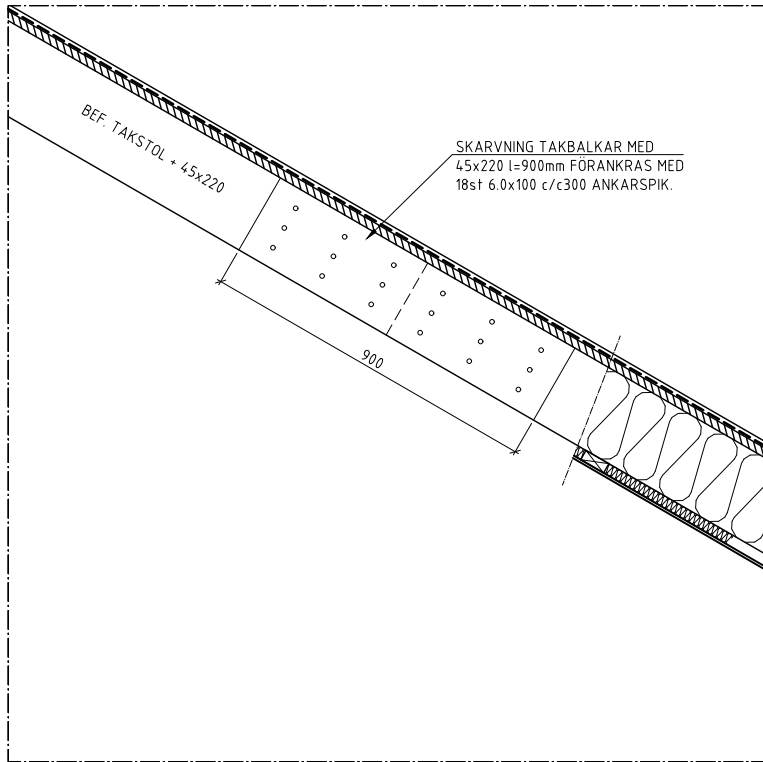 BEF. TAKSTOL + 45x220
SKARVNING TAKBALKAR MED
45x220 l=900mm FÖRANKRAS MED
18st 6.0x100 c/c300 ANKARSPIK.
900